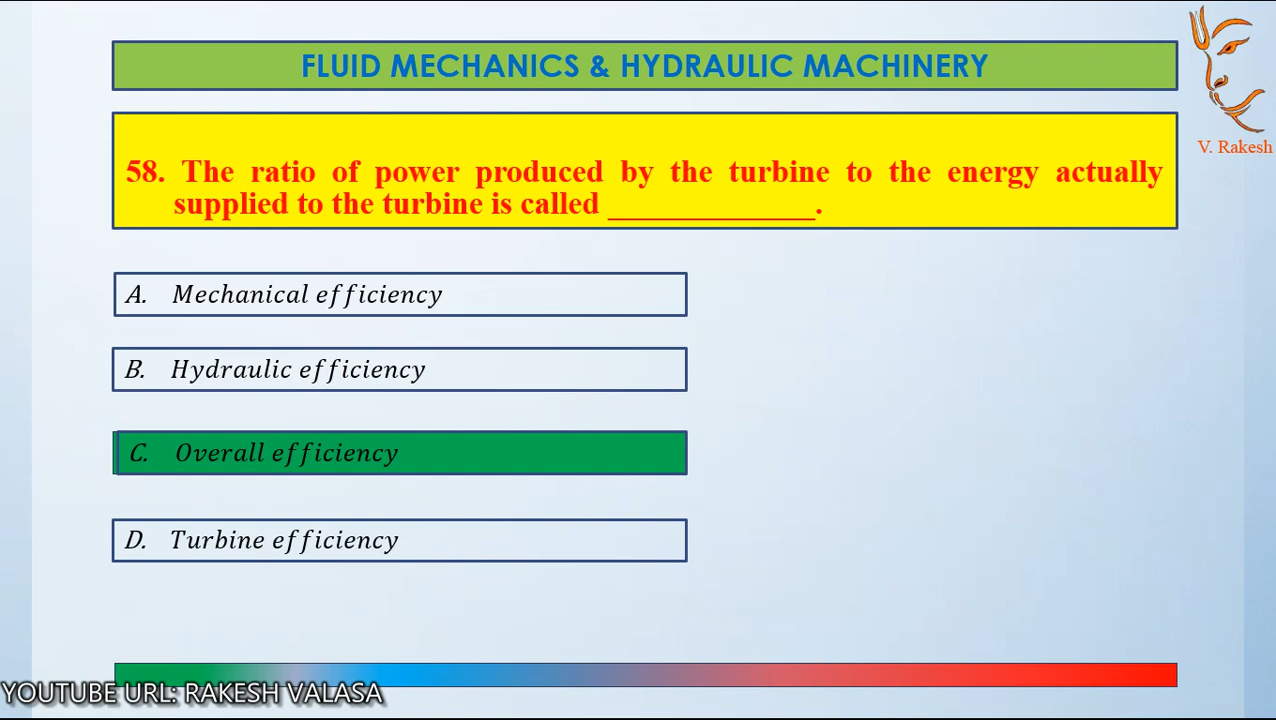 FLUID MECHANICS & HYDRAULIC MACHINERY
V. Rakesh
58. The ratio of power produced by the turbine to the energy actually
supplied to the turbine is called _____________.
A. Mechanical efficiency
B. Hydraulic efficiency
C. Overall efficiency
D. Turbine efficiency
YOUTUBE URL: RAKESH VALASA